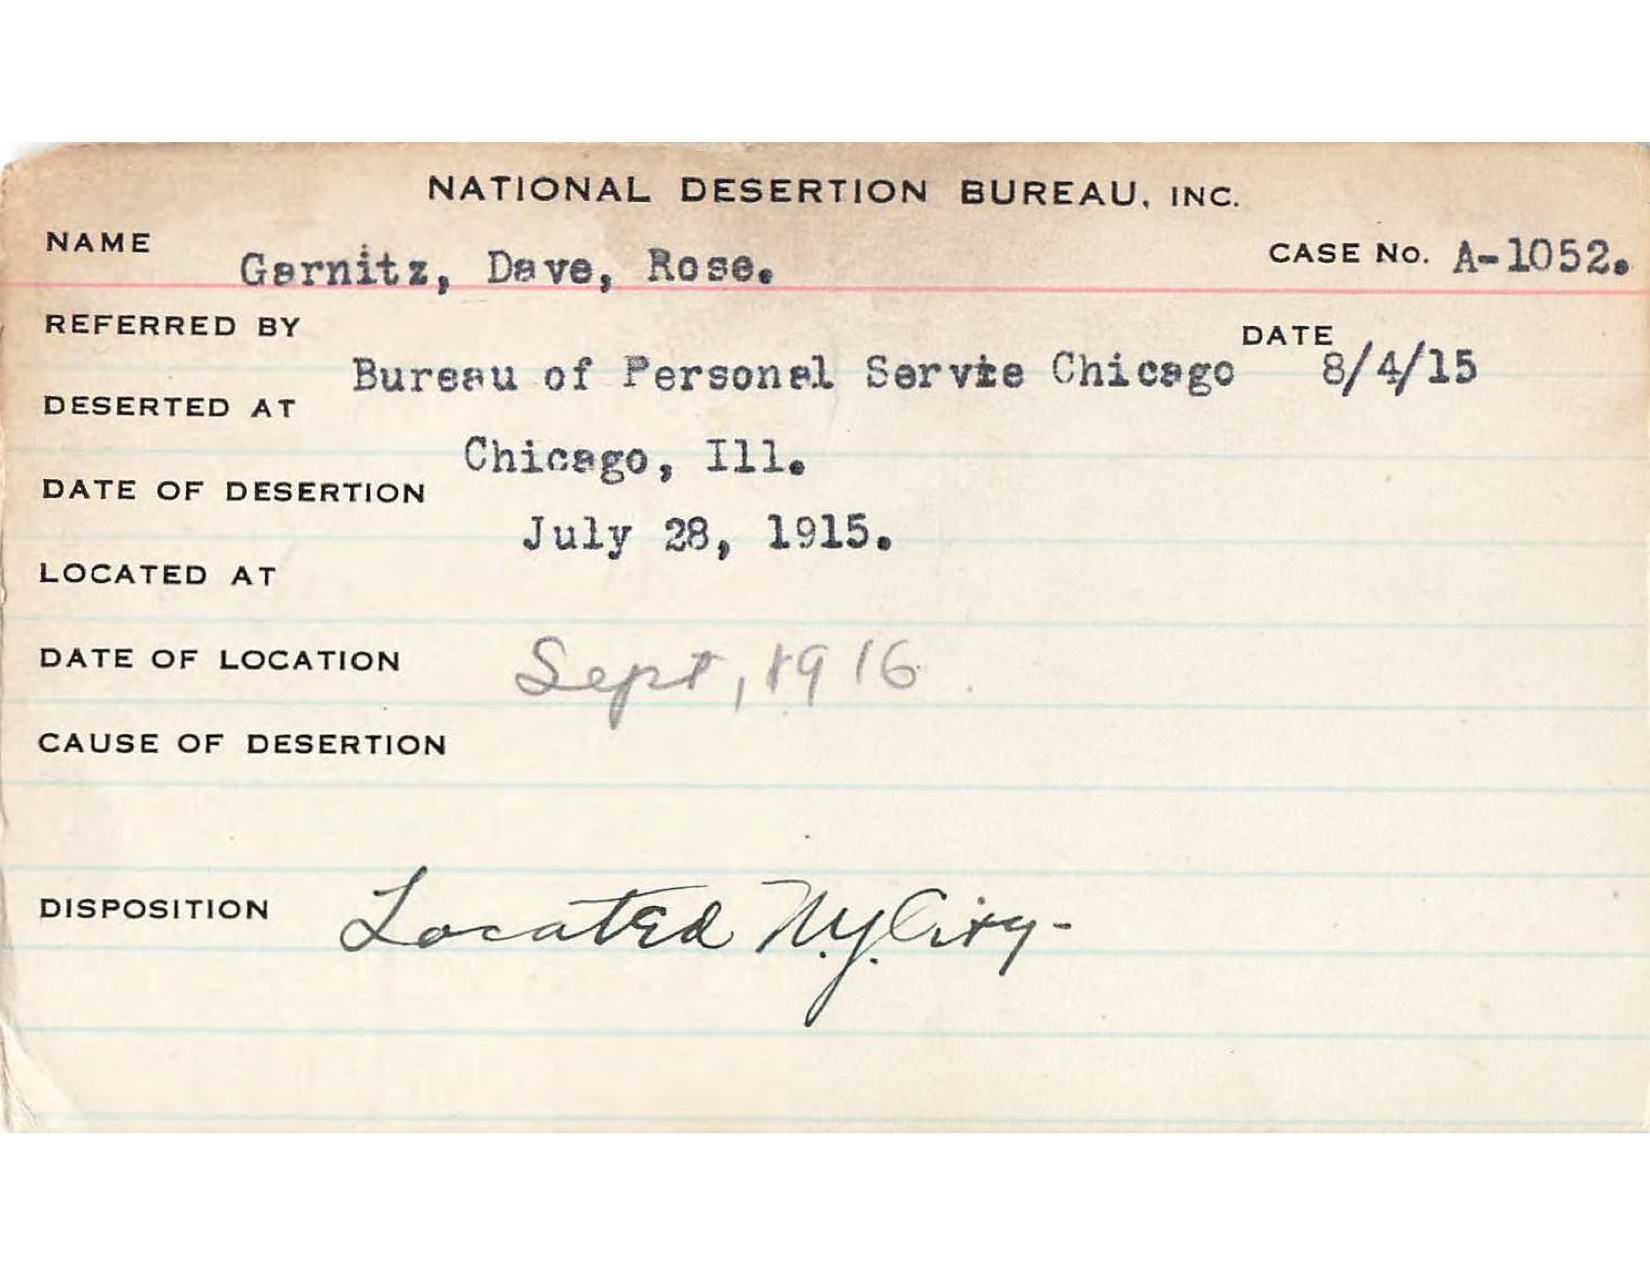 NATIONAL DESERTION BUREAU, INC.
NAME Garnitz, Dave, Rose. CASE No. A-1052.
REFERRED BY Bureau of Personal Servie Chicago DATE 8/4/15
DESERTED AT Chicago, Ill.
DATE OF DESERTION July 28, 1915.
LOCATED AT
DATE OF LOCATION Sept, 1916.
CAUSE OF DESERTION
DISPOSITION Located N.Y. City-